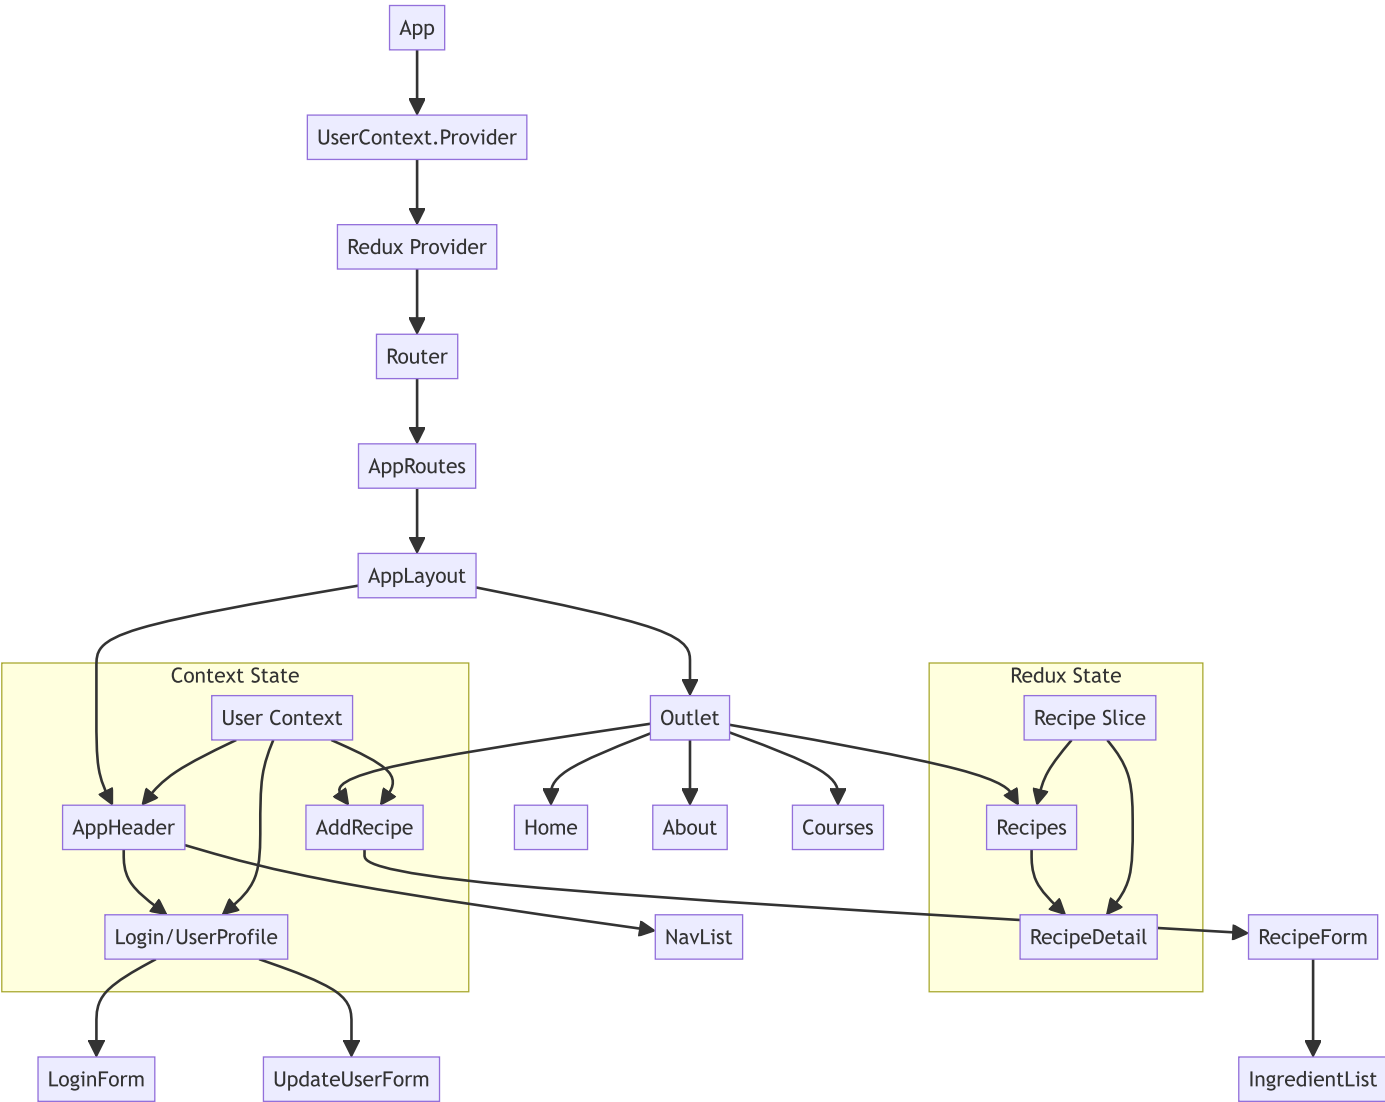 App
UserContext.Provider
Redux Provider
Router
AppRoutes
AppLayout
Context State
Redux State
User Context
Outlet
Recipe Slice
AppHeader
AddRecipe
Home
About
Courses
Recipes
Login/UserProfile
NavList
RecipeDetail
RecipeForm
LoginForm
UpdateUserForm
IngredientList